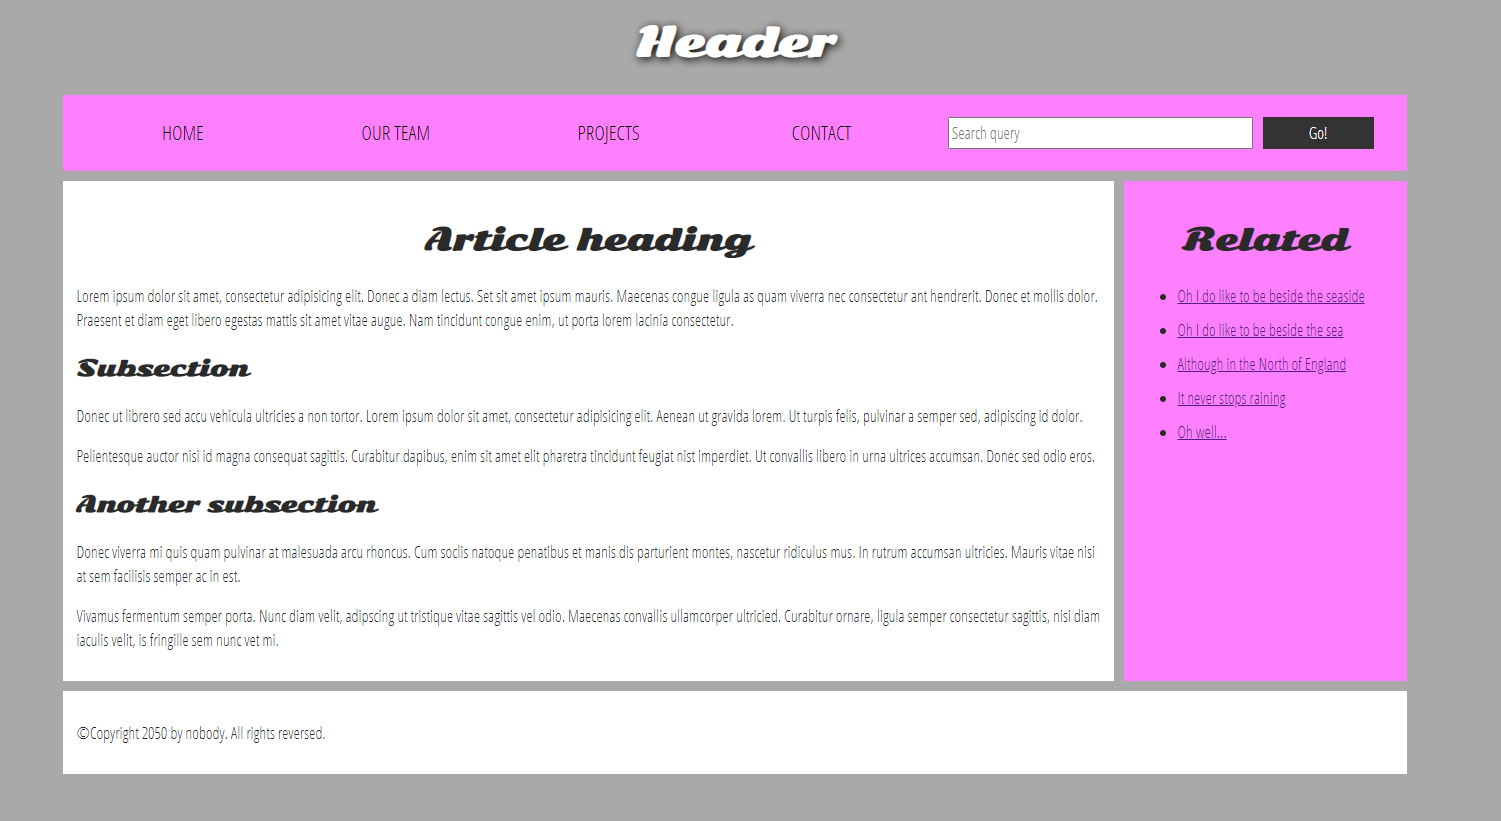 Header
HOME OUR TEAM PROJECTS CONTACT Search query Go!
Article heading
Lorem ipsum dolor sit amet, consectetur adipisicing elit. Donec a diam lectus. Set sit amet ipsum mauris. Maecenas congue ligula as quam viverra nec consectetur ant hendrerit. Donec et mollis dolor.
Praesent et diam eget libero egestas mattis sit amet vitae augue. Nam tincidunt congue enim, ut porta lorem lacinia consectetur.
Subsection
Donec ut librero sed accu vehicula ultricies a non tortor. Lorem ipsum dolor sit amet, consectetur adipisicing elit. Aenean ut gravida lorem. Ut turpis felis, pulvinar a semper sed, adipiscing id dolor.
Pelientesque auctor nisi id magna consequat sagittis. Curabitur dapibus, enim sit amet elit pharetra tincidunt feugiat nist imperdiet. Ut convallis libero in urna ultrices accumsan. Donec sed odio eros.
Another subsection
Donec viverra mi quis quam pulvinar at malesuada arcu rhoncus. Cum soclis natoque penatibus et manis dis parturient montes, nascetur ridiculus mus. In rutrum accumsan ultricies. Mauris vitae nisi
at sem facilisis semper ac in est.
Vivamus fermentum semper porta. Nunc diam velit, adipscing ut tristique vitae sagittis vel odio. Maecenas convallis ullamcorper ultricied. Curabitur ornare, ligula semper consectetur sagittis, nisi diam
iaculis velit, is fringille sem nunc vet mi.
Related
Oh I do like to be beside the seaside
Oh I do like to be beside the sea
Although in the North of England
It never stops raining
Oh well...
©Copyright 2050 by nobody. All rights reversed.